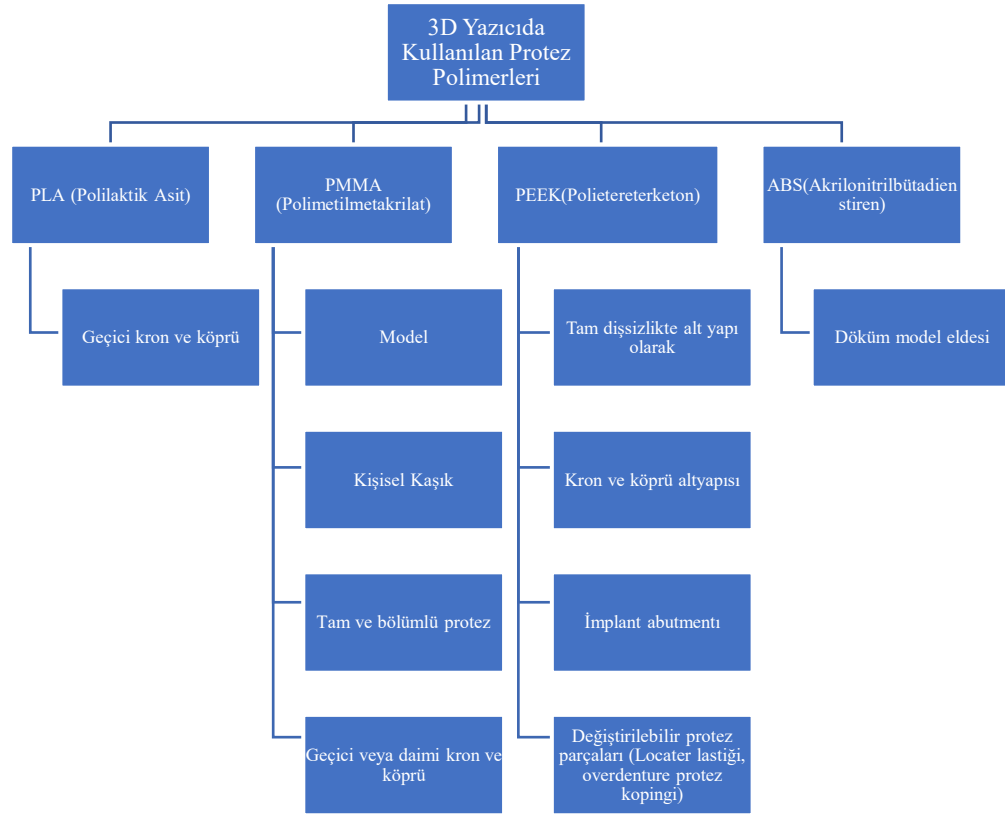 3D Yazıcıda
Kullanılan Protez
Polimerleri
PLA (Polilaktik Asit)
Geçici kron ve köprü
PMMA
(Polimetilmetakrilat)
Model
Kişisel Kaşık
Tam ve bölümlü protez
Geçici veya daimi kron ve
köprü
PEEK(Polietereterketon)
Tam dişsizlikte alt yapı
olarak
Kron ve köprü altyapısı
İmplant abutmentı
Değiştirilebilir protez
parçaları (Locater lastiği,
overdenture protez
kopingi)
ABS(Akrilonitrilbütadien
stiren)
Döküm model eldesi